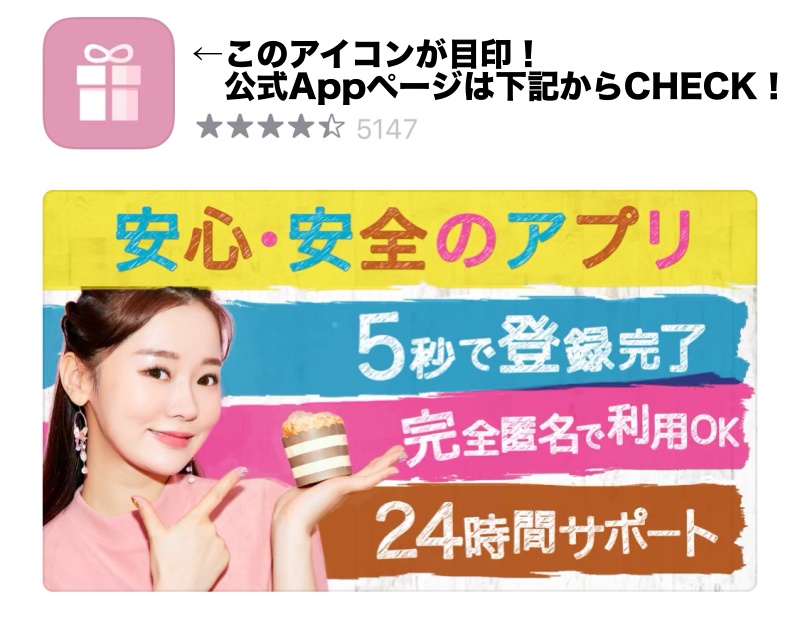 ←このアイコンが目印！
公式Appページは下記からCHECK！
5147
安心・安全のアプリ
5秒で登録完了
完全匿名で利用OK
24時間サポート